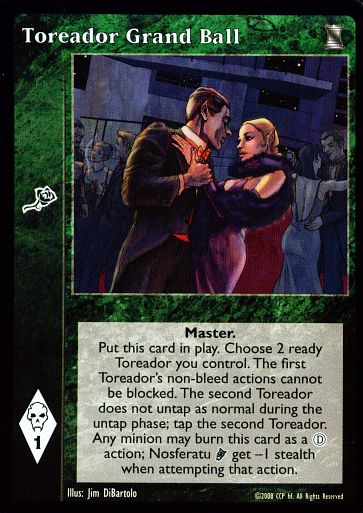 Toreador Grand Ball
Master.
Put this card in play. Choose 2 ready
Toreador you control. The first
Toreador's non-bleed actions cannot
be blocked. The second Toreador
does not untap as normal during the
untap phase; tap the second Toreador.
Any minion may burn this card as a D
action; Nosferatu get –1 stealth
when attempting that action.
1
Illus: Jim DiBartolo
©2008 CCP hf. All Rights Reserved